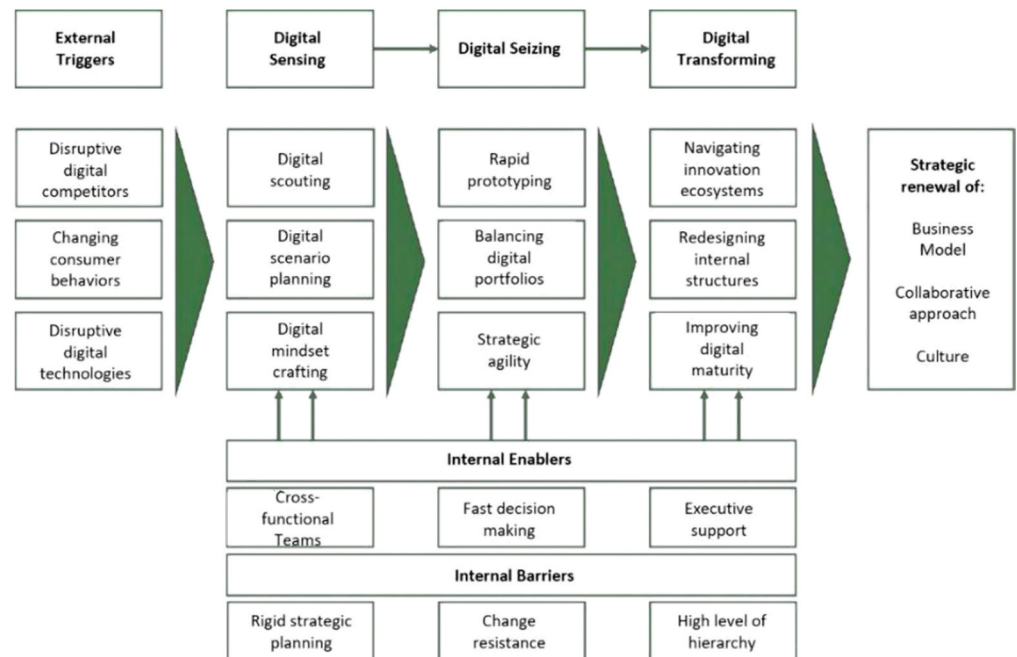 External
Triggers
Digital
Sensing
Digital Seizing
Digital
Transforming
Disruptive
digital
competitors
Changing
consumer
behaviors
Disruptive
digital
technologies
Digital
scouting
Digital
scenario
planning
Digital
mindset
crafting
Rapid
prototyping
Balancing
digital
portfolios
Strategic
agility
Navigating
innovation
ecosystems
Redesigning
internal
structures
Improving
digital
maturity
Strategic
renewal of:
Business
Model
Collaborative
approach
Culture
Internal Enablers
Cross-
functional
Teams
Fast decision
making
Executive
support
Internal Barriers
Rigid strategic
planning
Change
resistance
High level of
hierarchy